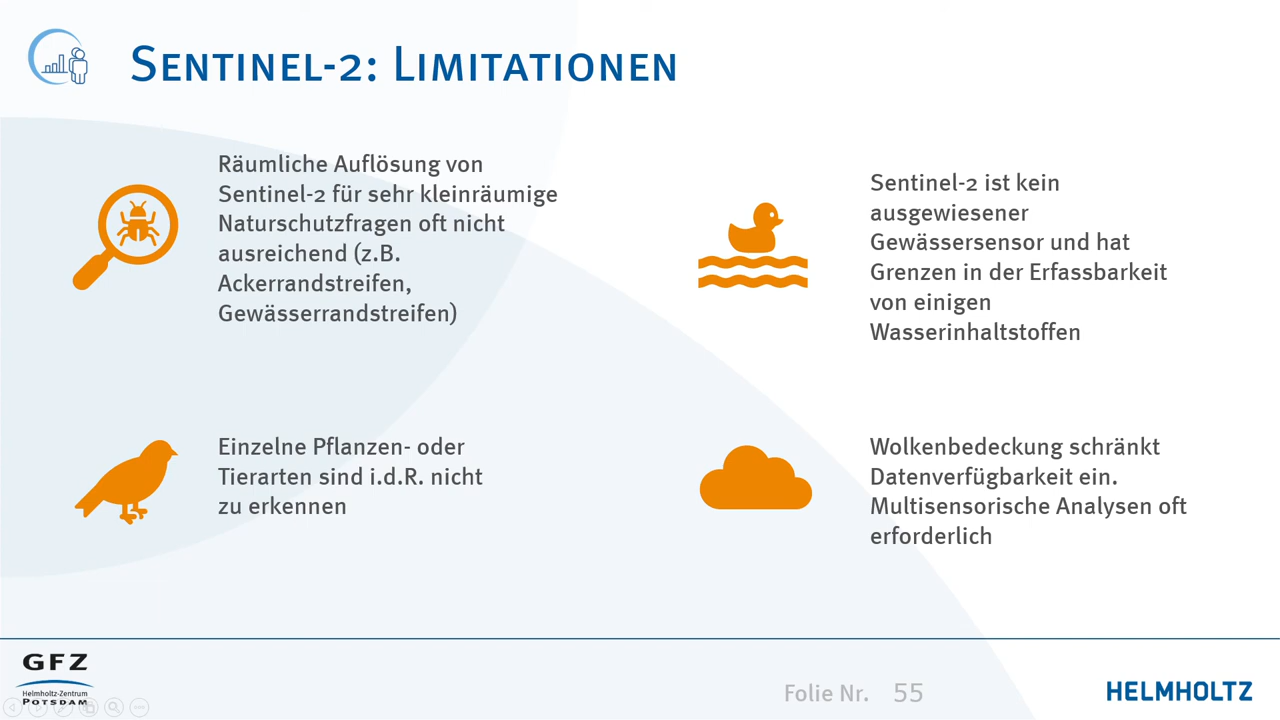 Sentinel-2: Limitationen
Räumliche Auflösung von
Sentinel-2 für sehr kleinräumige
Naturschutzfragen oft nicht
ausreichend (z.B.
Ackerrandstreifen,
Gewässerrandstreifen)
Sentinel-2 ist kein
ausgewiesener
Gewässersensor und hat
Grenzen in der Erfassbarkeit
von einigen
Wasserinhaltstoffen
Einzelne Pflanzen- oder
Tierarten sind i.d.R. nicht
zu erkennen
Wolkenbedeckung schränkt
Datenverfügbarkeit ein.
Multisensorische Analysen oft
erforderlich
GFZ
Helmholtz-Zentrum
POTSDAM
Folie Nr. 55
HELMHOLTZ